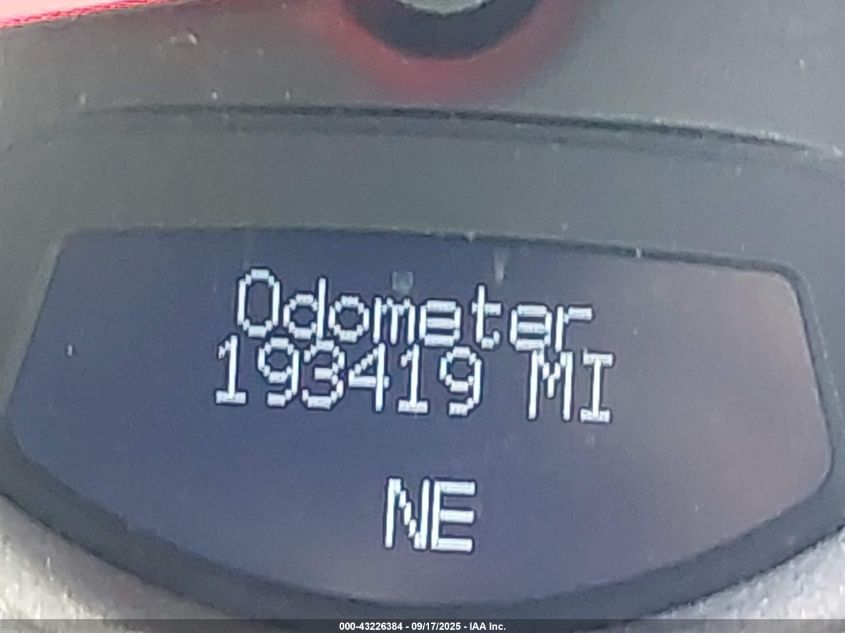 Odometer
193419 MI
NE
000-43226384 - 09/17/2025 - IAA Inc.